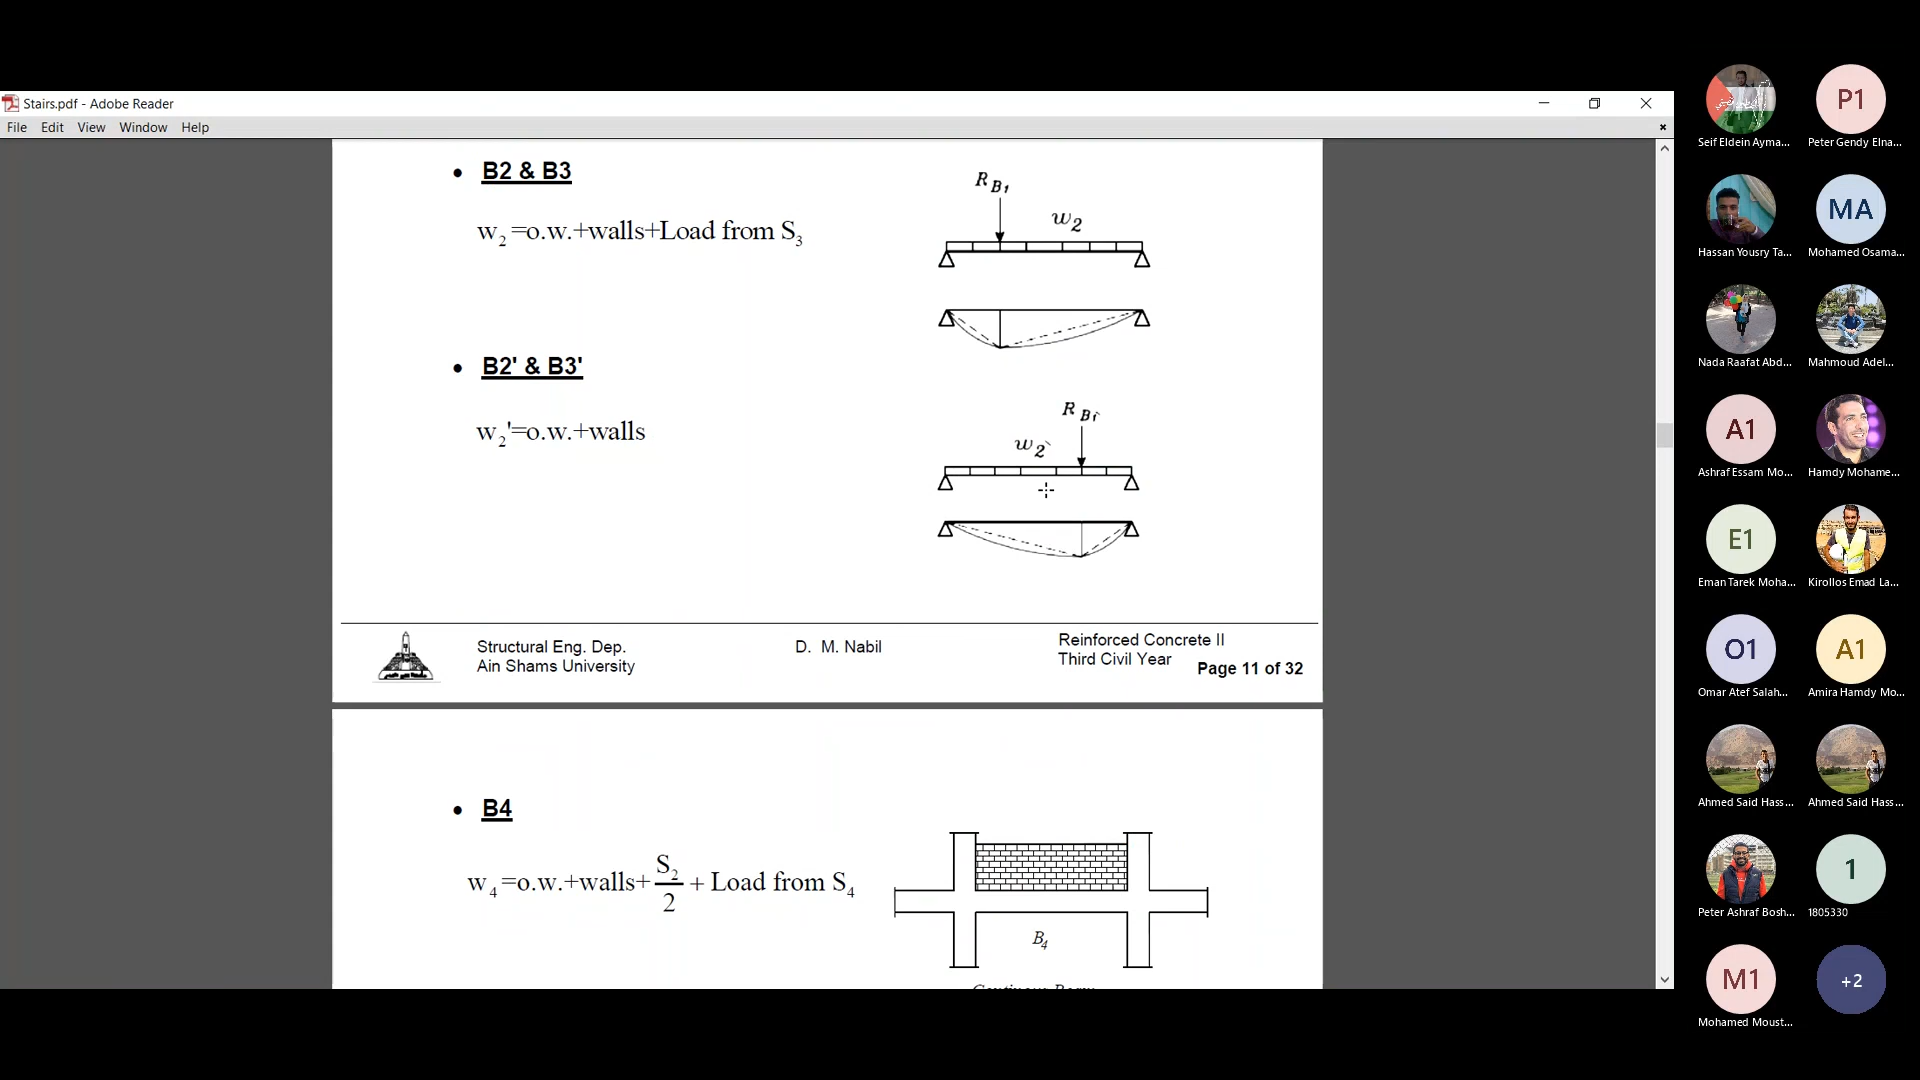 Stairs.pdf - Adobe Reader
File Edit View Window Help
B2 & B3
w2=o.w.+walls+Load from S3
RB1
w2
B2' & B3'
w2'=o.w.+walls
w2`
Structural Eng. Dep.
Ain Shams University
D. M. Nabil
Reinforced Concrete II
Third Civil Year
Page 11 of 32
B4
w4=o.w.+walls+S2/2 + Load from S4
B4
Seif Eldein Ayma...
P1
Peter Gendy Elna...
Hassan Yousry Ta...
MA
Mohamed Osama...
Nada Raafat Abd...
Mahmoud Adel...
A1
Ashraf Essam Mo...
Hamdy Mohame...
E1
Eman Tarek Moha...
Kirollos Emad La...
O1
Omar Atef Salah...
A1
Amira Hamdy Mo...
Ahmed Said Hass...
Ahmed Said Hass...
Peter Ashraf Bosh...
1
1805330
M1
Mohamed Moust...
+2